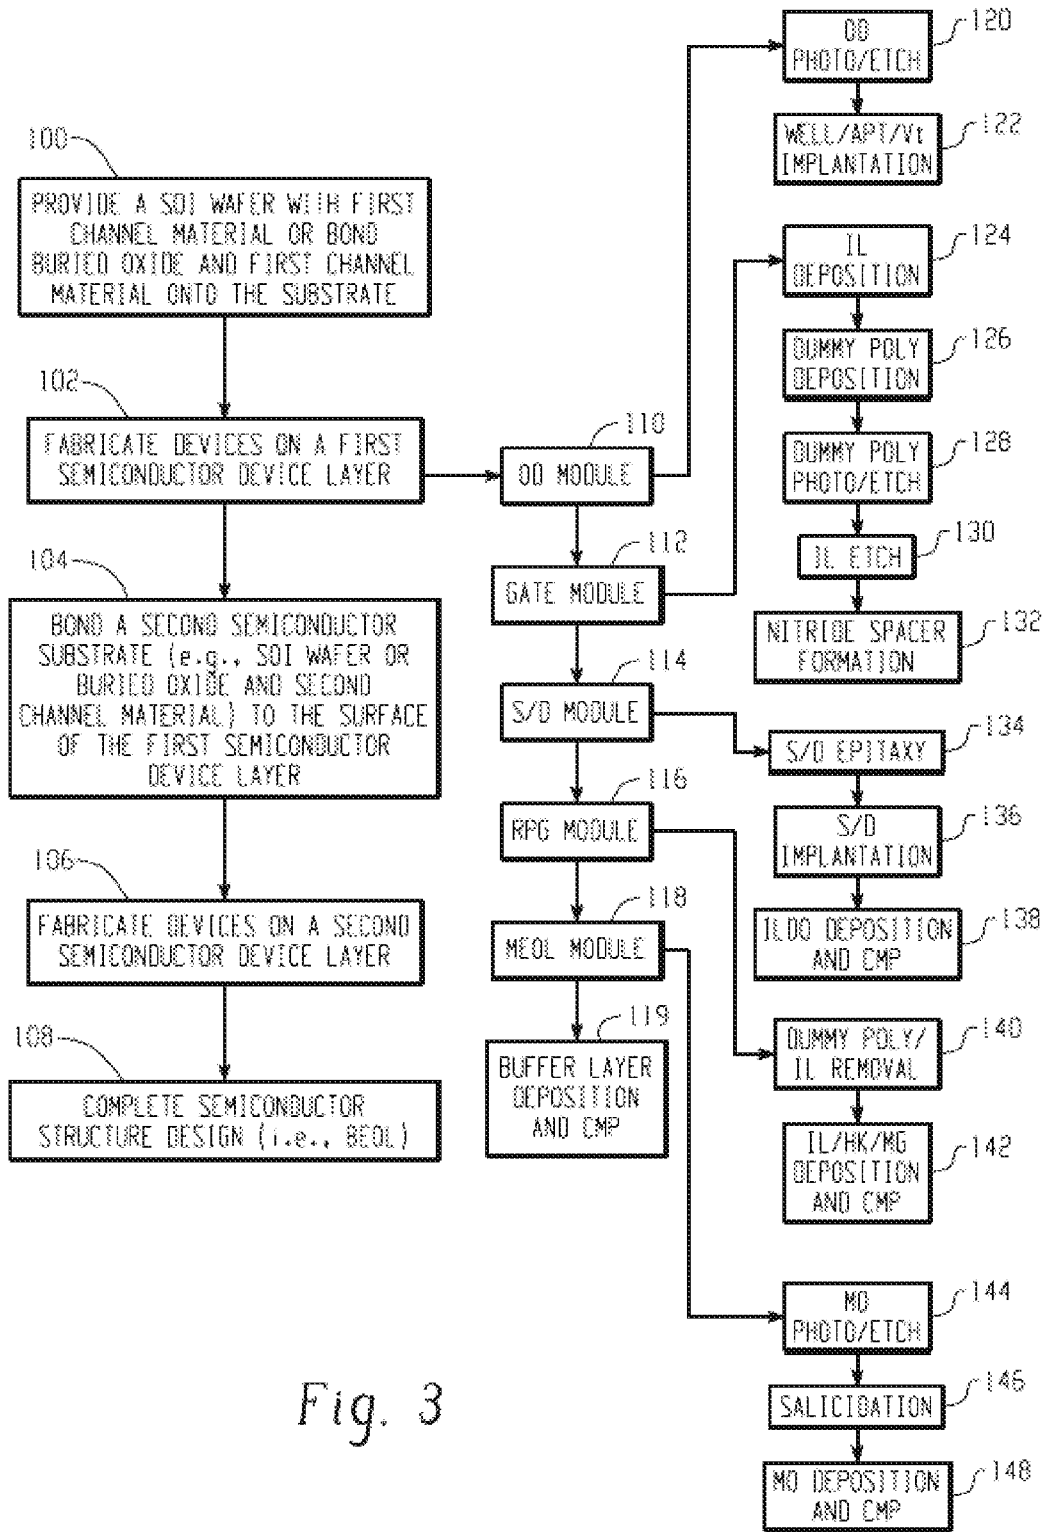 100
PROVIDE A SOI WAFER WITH FIRST
CHANNEL MATERIAL OR BOND
BURIED OXIDE AND FIRST CHANNEL
MATERIAL ONTO THE SUBSTRATE
102
FABRICATE DEVICES ON A FIRST
SEMICONDUCTOR DEVICE LAYER
104
BOND A SECOND SEMICONDUCTOR
SUBSTRATE (e.g., SOI WAFER OR
BURIED OXIDE AND SECOND
CHANNEL MATERIAL) TO THE SURFACE
OF THE FIRST SEMICONDUCTOR
DEVICE LAYER
106
FABRICATE DEVICES ON A SECOND
SEMICONDUCTOR DEVICE LAYER
108
COMPLETE SEMICONDUCTOR
STRUCTURE DESIGN (i.e., BEOL)
110
OD MODULE
112
GATE MODULE
114
S/D MODULE
116
RPG MODULE
118
MEOL MODULE
119
BUFFER LAYER
DEPOSITION
AND CMP
120
OD
PHOTO/ETCH
122
WELL/APT/Vt
IMPLANTATION
124
IL
DEPOSITION
126
DUMMY POLY
DEPOSITION
128
DUMMY POLY
PHOTO/ETCH
130
IL ETCH
132
NITRIDE SPACER
FORMATION
134
S/D EPITAXY
136
S/D
IMPLANTATION
138
ILD0 DEPOSITION
AND CMP
140
DUMMY POLY/
IL REMOVAL
142
IL/HK/MG
DEPOSITION
AND CMP
144
M0
PHOTO/ETCH
146
SALICIDATION
148
M0 DEPOSITION
AND CMP
Fig. 3